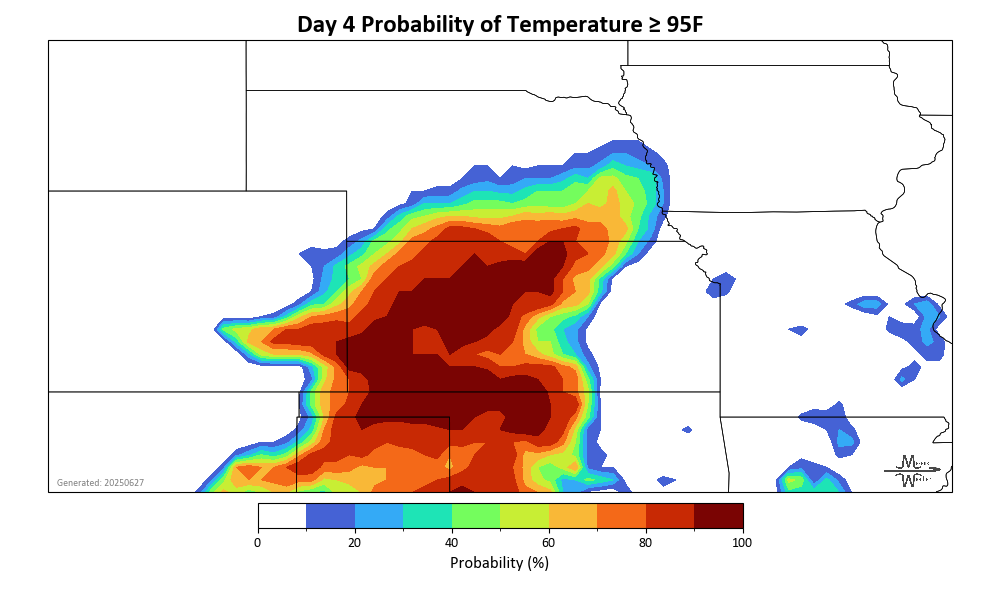 Day 4 Probability of Temperature ≥ 95F
Generated: 20250627
0 20 40 60 80 100
Probability (%)